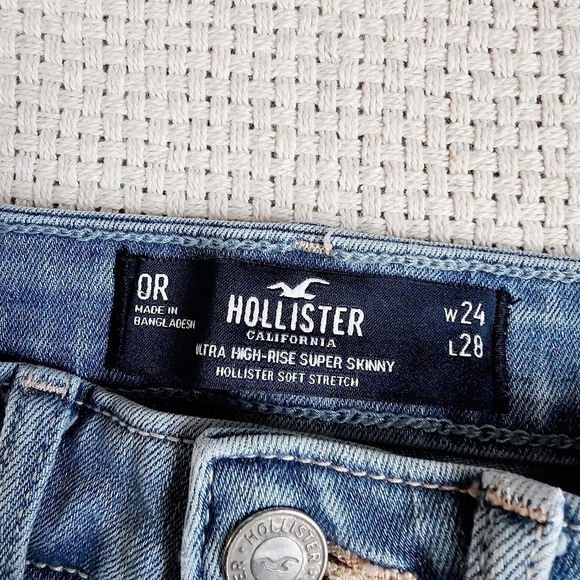 0R
MADE IN
BANGLADESH
HOLLISTER
CALIFORNIA
ULTRA HIGH-RISE SUPER SKINNY
HOLLISTER SOFT STRETCH
W24
L28
HOLLISTER